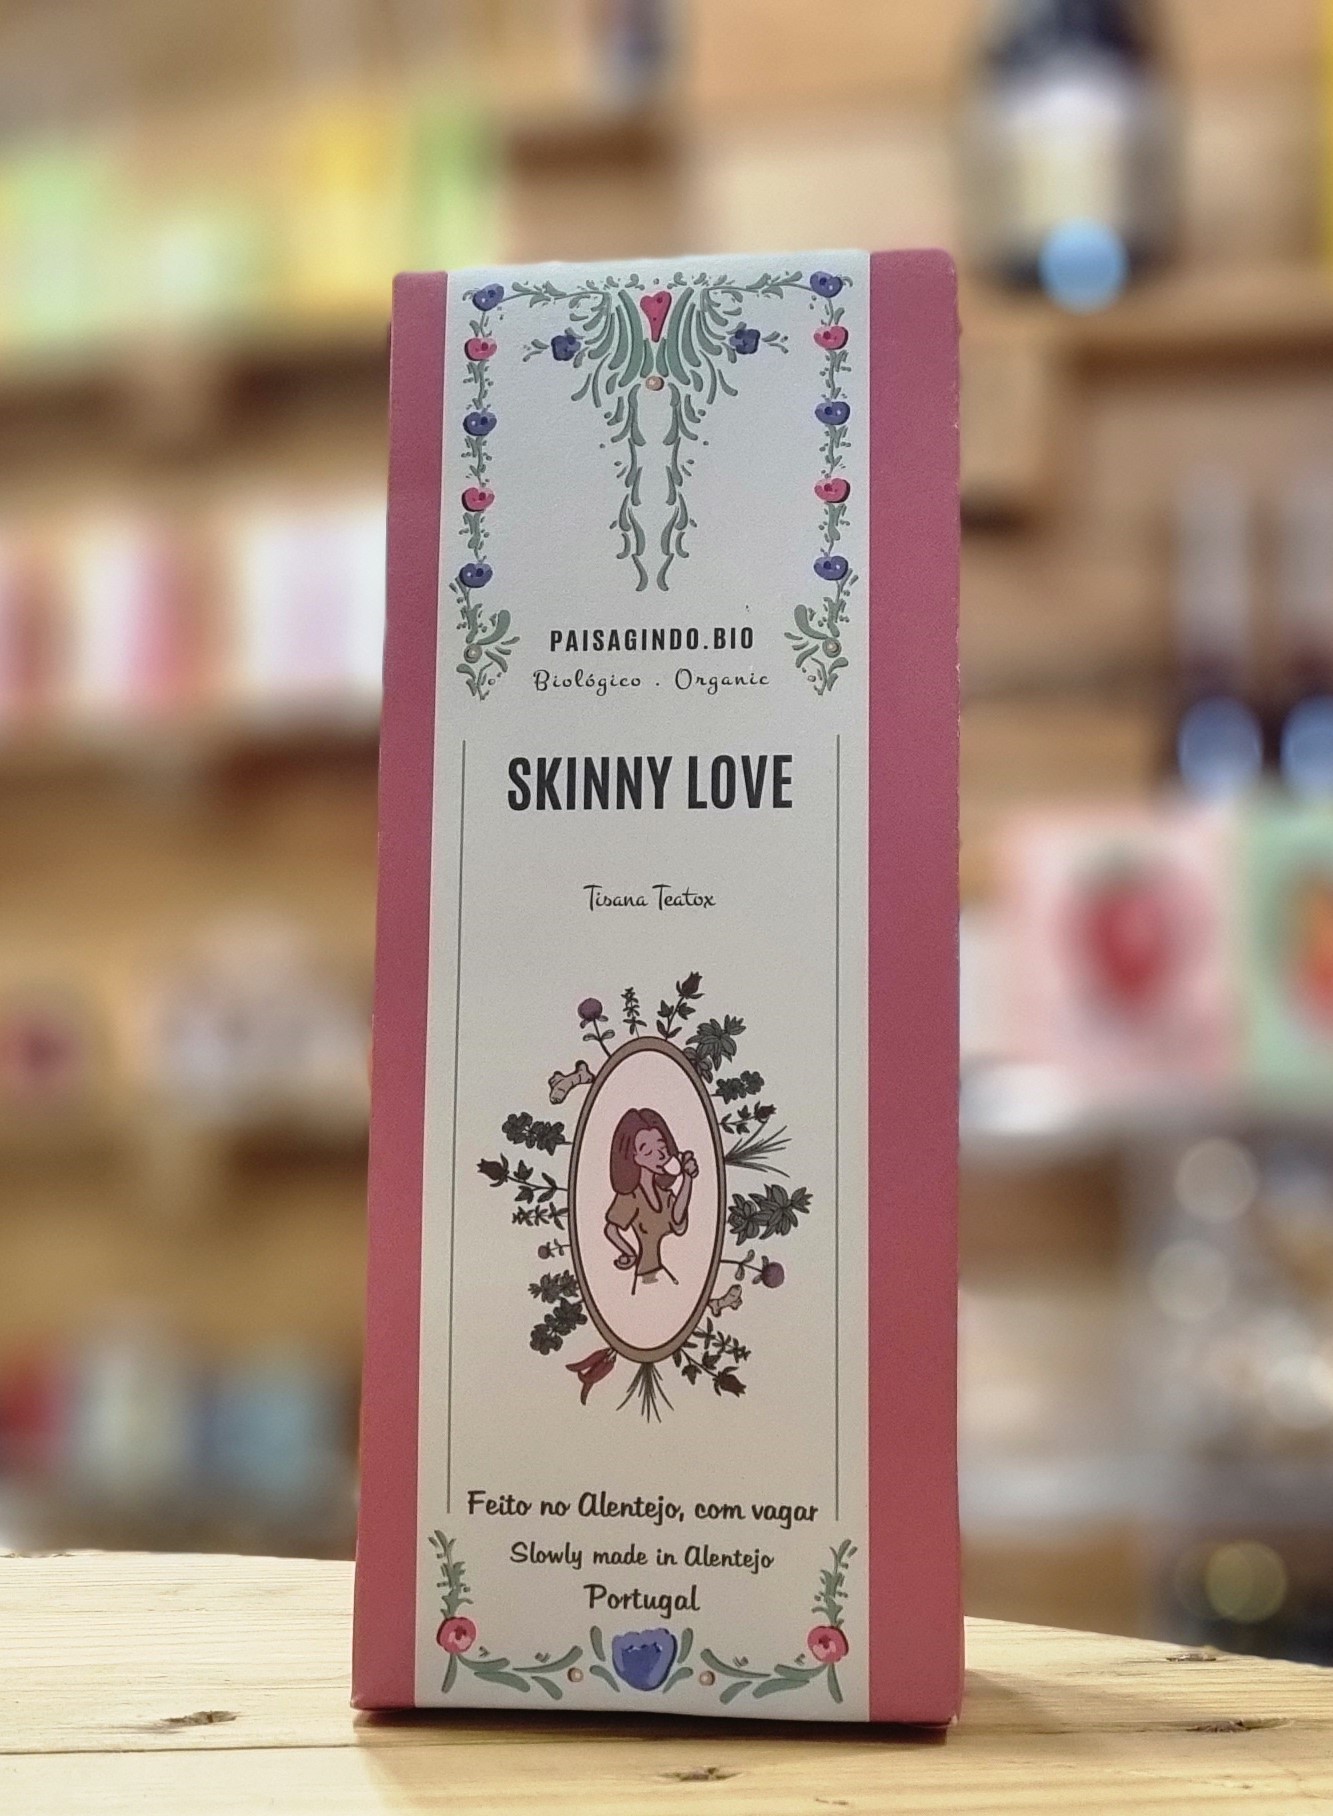 PAISAGINDO.BIO
Biológico . Organic
SKINNY LOVE
Tisana Teatox
Feito no Alentejo, com vagar
Slowly made in Alentejo
Portugal